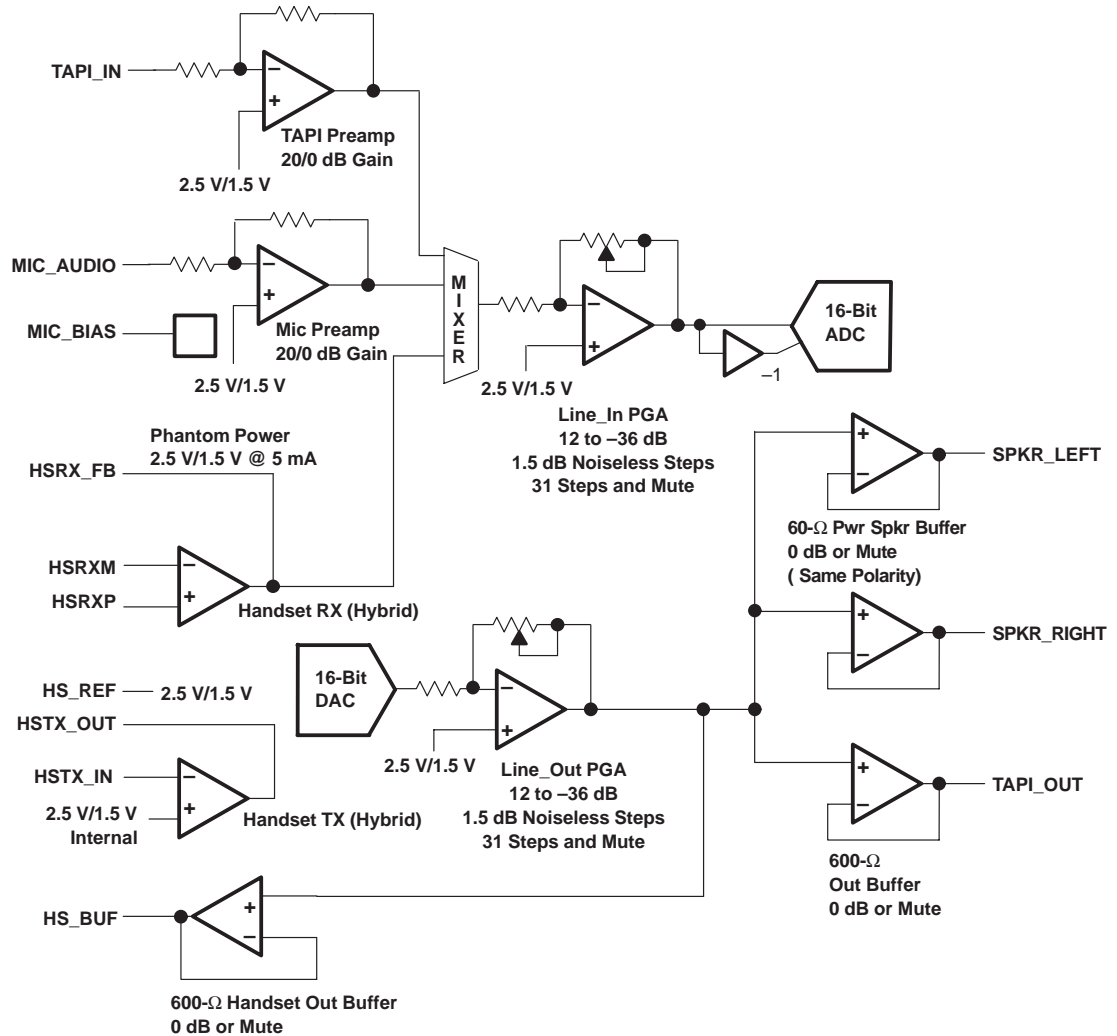 TAPI_IN
−
+
TAPI Preamp
20/0 dB Gain
2.5 V/1.5 V
MIC_AUDIO
−
+
MIC_BIAS
Mic Preamp
20/0 dB Gain
2.5 V/1.5 V
MIXER
−
+
2.5 V/1.5 V
16-Bit
ADC
–1
Line_In PGA
12 to –36 dB
1.5 dB Noiseless Steps
31 Steps and Mute
Phantom Power
2.5 V/1.5 V @ 5 mA
HSRX_FB
HSRXM
−
HSRXP
+
Handset RX (Hybrid)
+
−
SPKR_LEFT
60-Ω Pwr Spkr Buffer
0 dB or Mute
( Same Polarity)
+
−
SPKR_RIGHT
16-Bit
DAC
−
+
2.5 V/1.5 V
Line_Out PGA
12 to –36 dB
1.5 dB Noiseless Steps
31 Steps and Mute
HS_REF
2.5 V/1.5 V
HSTX_OUT
HSTX_IN
−
+
2.5 V/1.5 V
Internal
Handset TX (Hybrid)
+
−
TAPI_OUT
600-Ω
Out Buffer
0 dB or Mute
HS_BUF
+
−
600-Ω Handset Out Buffer
0 dB or Mute